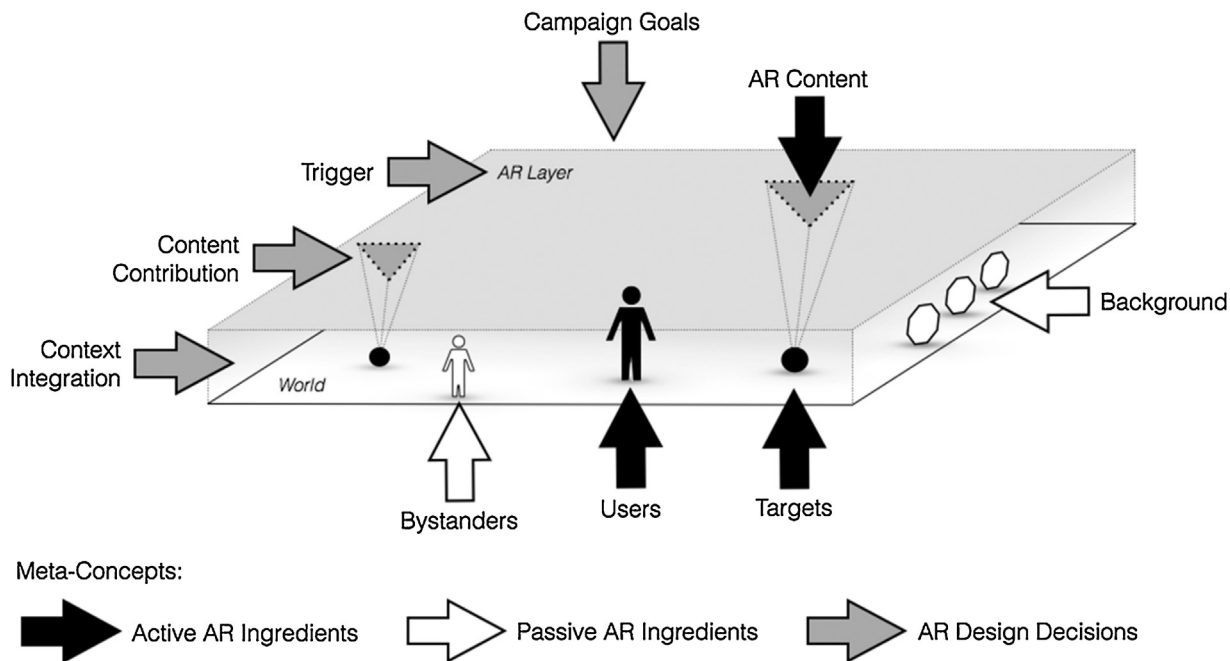 Campaign Goals
AR Content
Trigger
AR Layer
Content
Contribution
Background
Context
Integration
World
Bystanders
Users
Targets
Meta-Concepts:
Active AR Ingredients
Passive AR Ingredients
AR Design Decisions